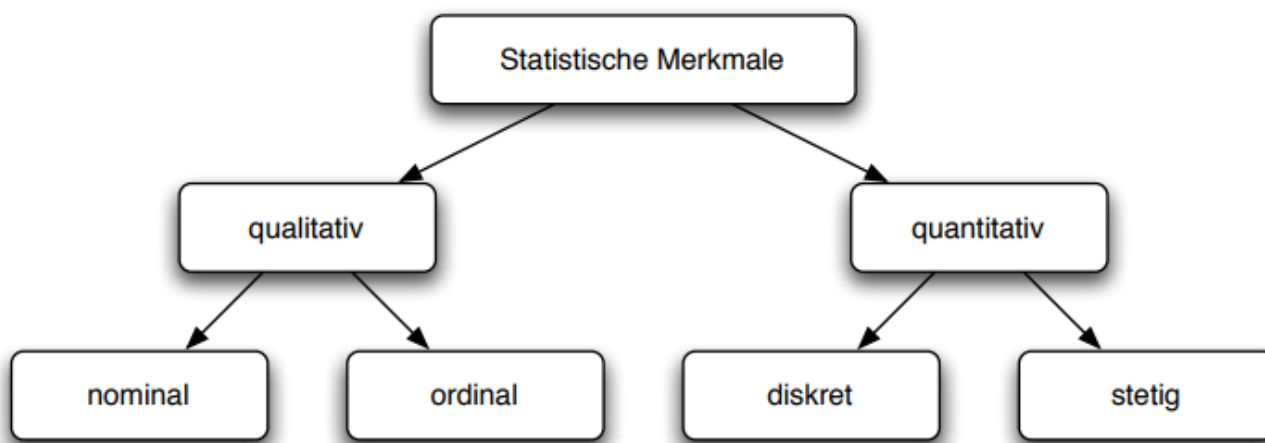 Statistische Merkmale
qualitativ
quantitativ
nominal
ordinal
diskret
stetig